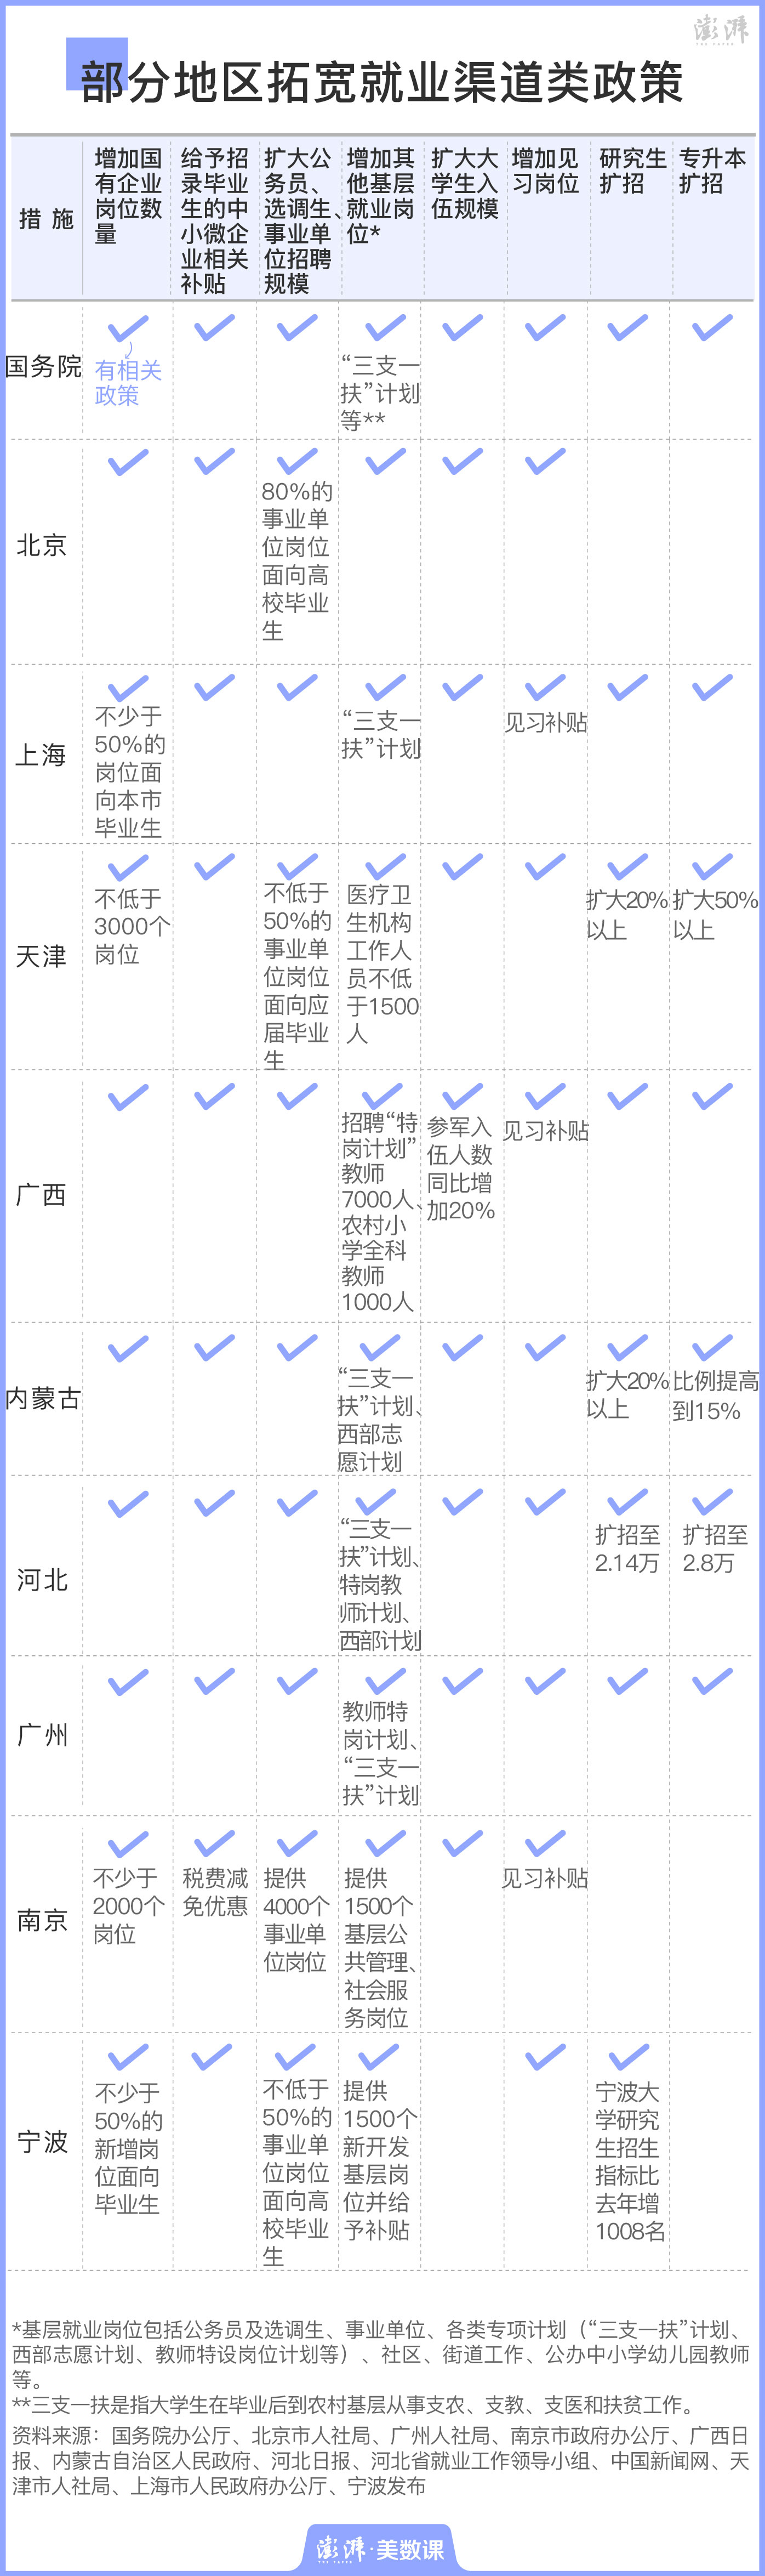 澎湃
THE PAPER
部分地区拓宽就业渠道类政策
措 施
增加国
有企业
岗位数
量
给予招
录毕业
生的中
小微企
业相关
补贴
扩大公
务员、
选调生、
事业单
位招聘
规模
增加其
他基层
就业岗
位*
扩大大
学生入
伍规模
增加见
习岗位
研究生
扩招
专升本
扩招
国务院
有相关
政策
“三支一
扶”计划
等**
北京
80%的
事业单
位岗位
面向高
校毕业
生
上海
不少于
50%的
岗位面
向本市
毕业生
“三支一
扶”计划
见习补贴
天津
不低于
3000个
岗位
不低于
50%的
事业单
位岗位
面向应
届毕业
生
医疗卫
生机构
工作人
员不低
于1500
人
扩大20%
以上
扩大50%
以上
广西
招聘“特
岗计划”
教师
7000人、
农村小
学全科
教师
1000人
参军入
伍人数
同比增
加20%
见习补贴
内蒙古
“三支一
扶”计划、
西部志
愿计划
扩大20%
以上
比例提高
到15%
河北
“三支一
扶”计划、
特岗教
师计划、
西部计划
扩招至
2.14万
扩招至
2.8万
广州
教师特
岗计划、
“三支一
扶”计划
南京
不少于
2000个
岗位
税费减
免优惠
提供
4000个
事业单
位岗位
提供
1500个
基层公
共管理、
社会服
务岗位
见习补贴
宁波
不少于
50%的
新增岗
位面向
毕业生
不低于
50%的
事业单
位岗位
面向高
校毕业
生
提供
1500个
新开发
基层岗
位并给
予补贴
宁波大
学研究
生招生
指标比
去年增
1008名
*基层就业岗位包括公务员及选调生、事业单位、各类专项计划（“三支一扶”计划、
西部志愿计划、教师特设岗位计划等）、社区、街道工作、公办中小学幼儿园教师
等。
**三支一扶是指大学生在毕业后到农村基层从事支农、支教、支医和扶贫工作。
资料来源：国务院办公厅、北京市人社局、广州人社局、南京市政府办公厅、广西日
报、内蒙古自治区人民政府、河北日报、河北省就业工作领导小组、中国新闻网、天
津市人社局、上海市人民政府办公厅、宁波发布
澎湃·美数课